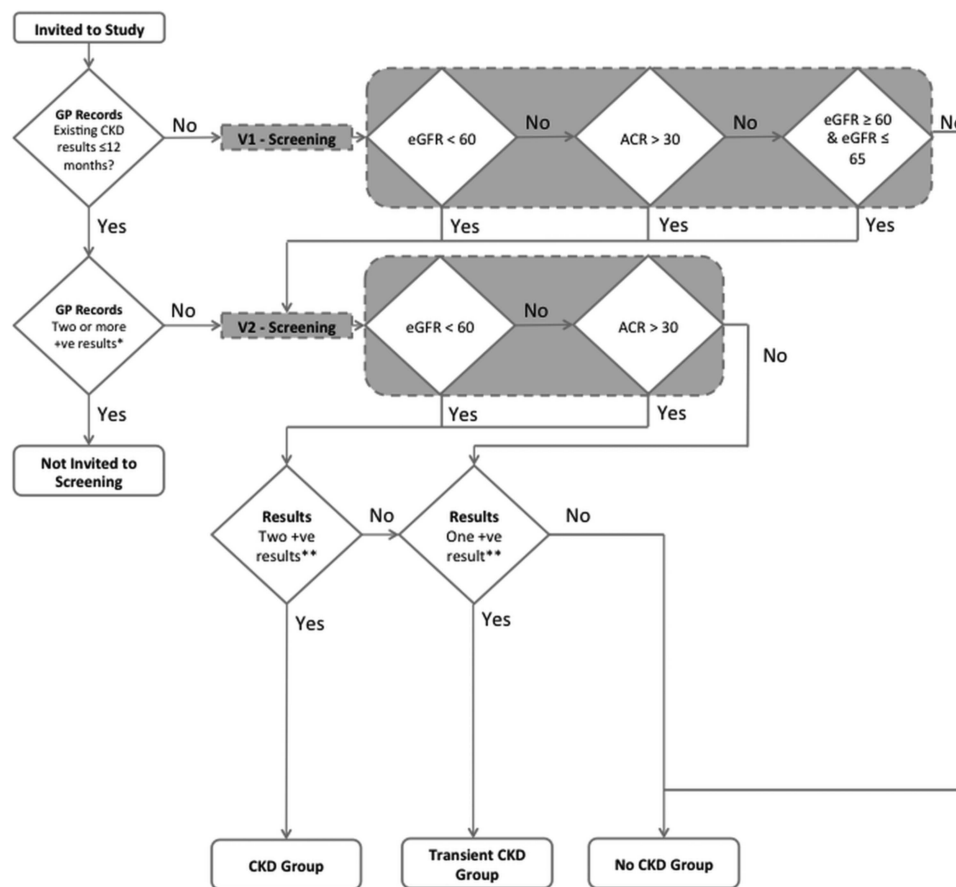 Invited to Study
GP Records
Existing CKD
results ≤12
months?
No
V1 - Screening
eGFR < 60
No
ACR > 30
No
eGFR ≥ 60
& eGFR ≤
65
Yes
Yes
Yes
Yes
GP Records
Two or more
+ve results*
No
V2 - Screening
eGFR < 60
No
ACR > 30
No
Yes
Yes
Yes
Not Invited to
Screening
Results
Two +ve
results**
No
Results
One +ve
result**
No
Yes
Yes
CKD Group
Transient CKD
Group
No CKD Group